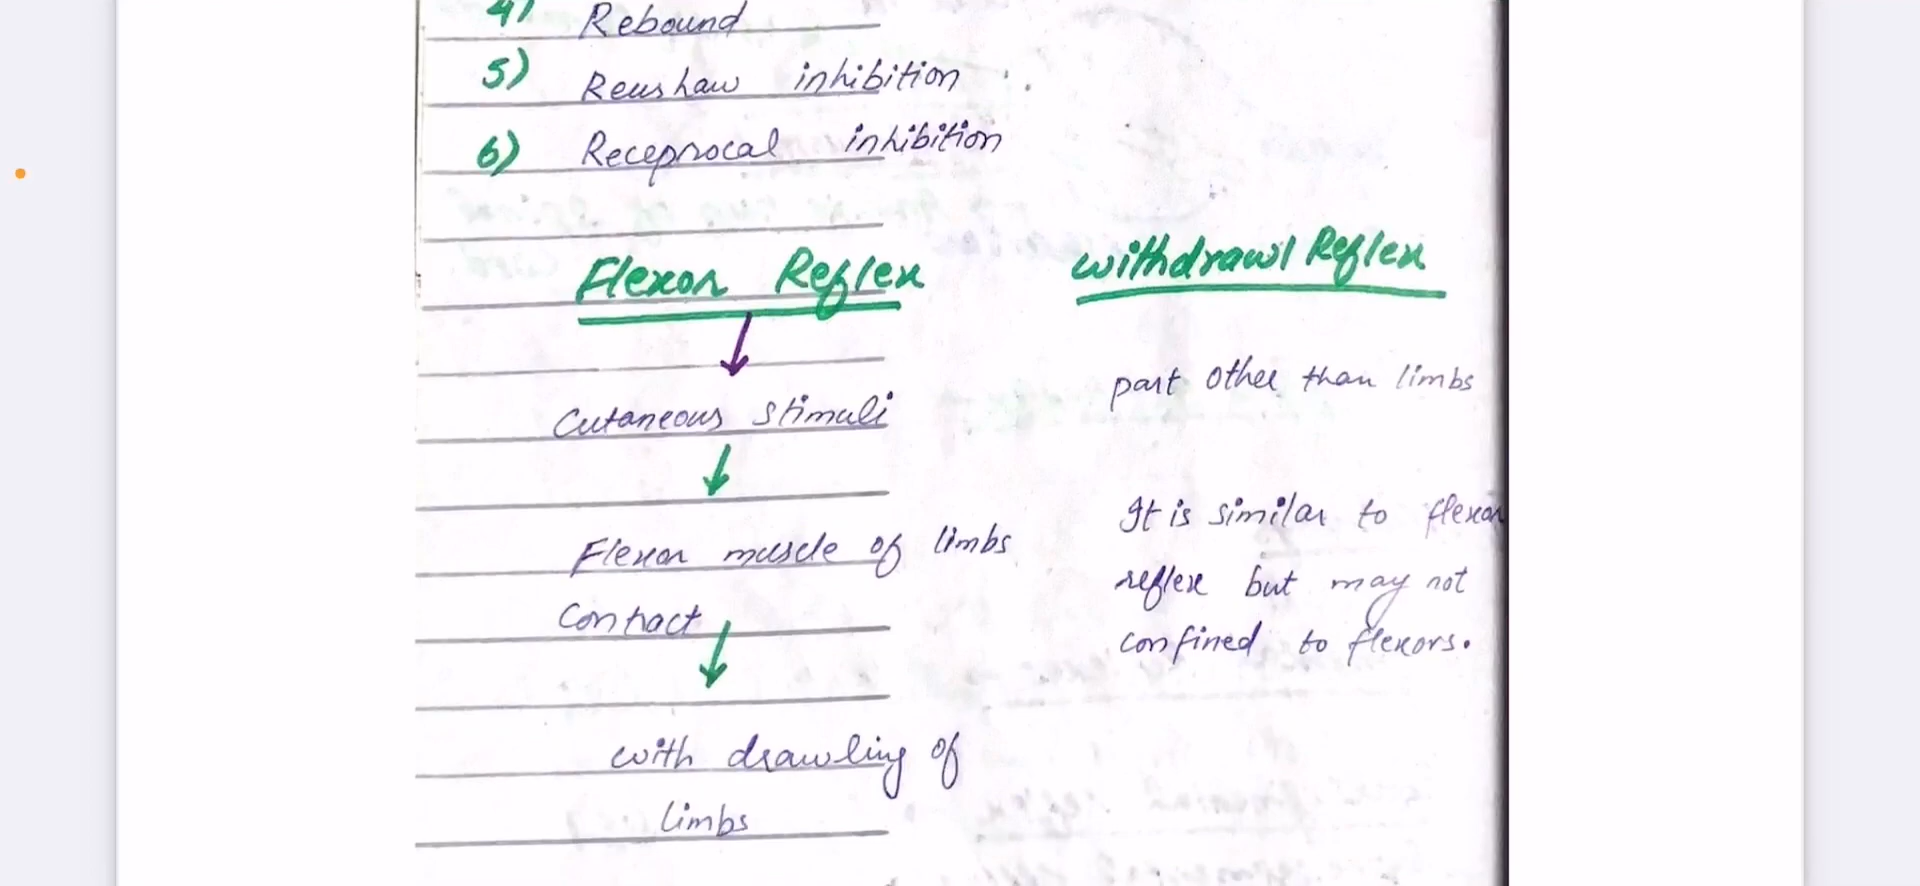 4) Rebound
5) Renshaw inhibition
6) Receprocal inhibition
Flexor Reflex
Cutaneous stimuli
Flexor muscle of limbs
Contract
with drawling of
limbs
withdrawl Reflex
part other than limbs
It is similar to flexor
reflex but may not
confined to flexors.